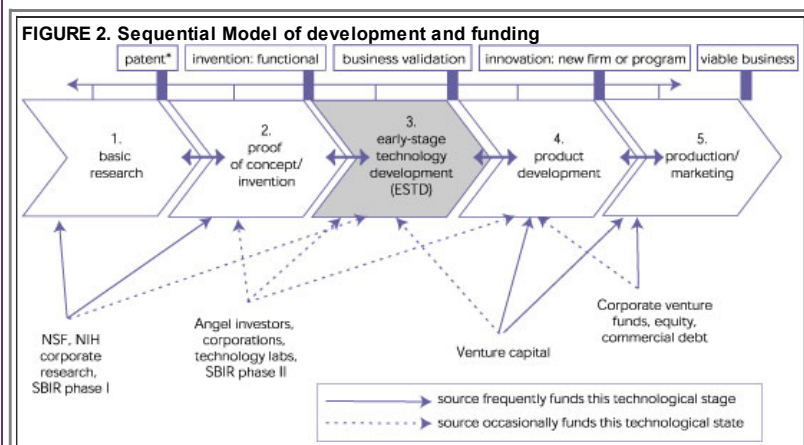 FIGURE 2. Sequential Model of development and funding
patent*
invention: functional
business validation
innovation: new firm or program
viable business
1.
basic
research
2.
proof
of concept/
invention
3.
early-stage
technology
development
(ESTD)
4.
product
development
5.
production/
marketing
NSF, NIH
corporate
research,
SBIR phase I
Angel investors,
corporations,
technology labs,
SBIR phase II
Venture capital
Corporate venture
funds, equity,
commercial debt
source frequently funds this technological stage
source occasionally funds this technological state